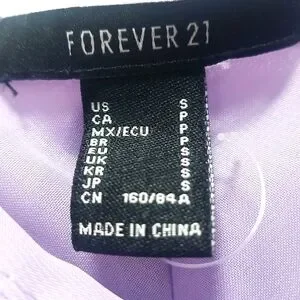 FOREVER 21
US S
CA P
MX/ECU P
BR P
EU S
UK S
KR S
JP S
CN 160/84A
MADE IN CHINA